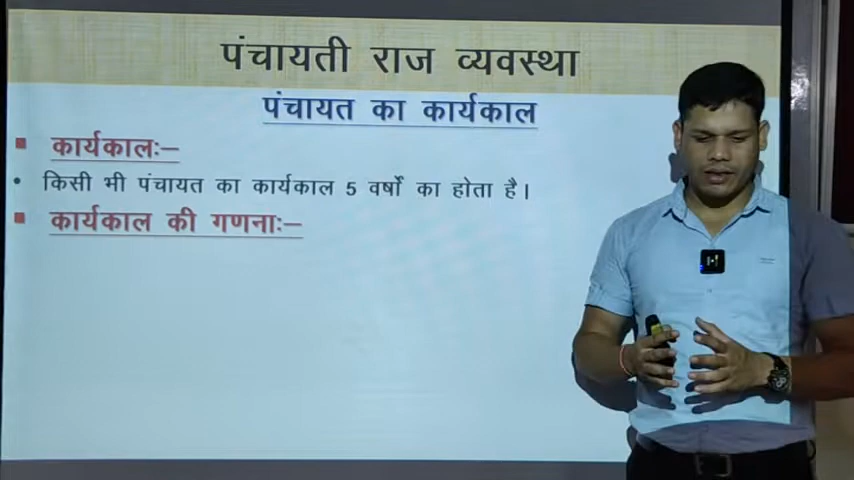 पंचायती राज व्यवस्था
पंचायत का कार्यकाल
कार्यकालः–
किसी भी पंचायत का कार्यकाल 5 वर्षों का होता है।
कार्यकाल की गणनाः–